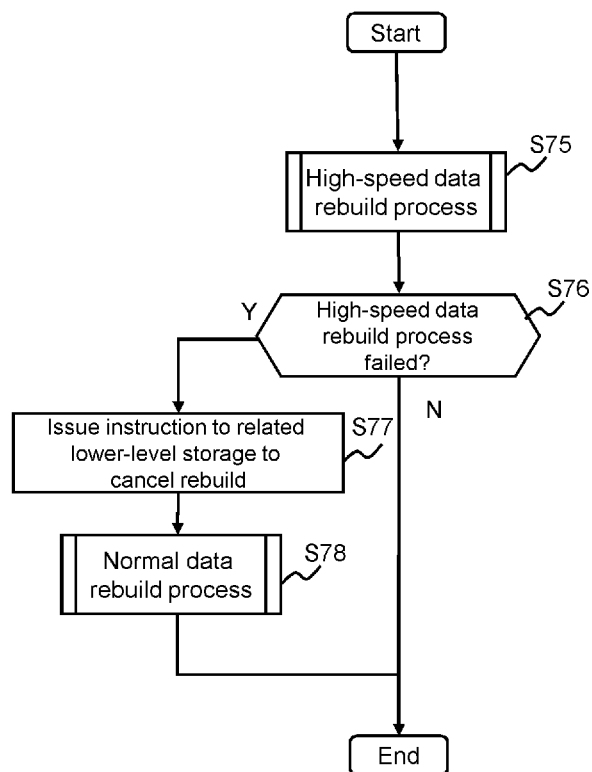 Start
S75
High-speed data
rebuild process
S76
Y
High-speed data
rebuild process
failed?
N
S77
Issue instruction to related
lower-level storage to
cancel rebuild
S78
Normal data
rebuild process
End